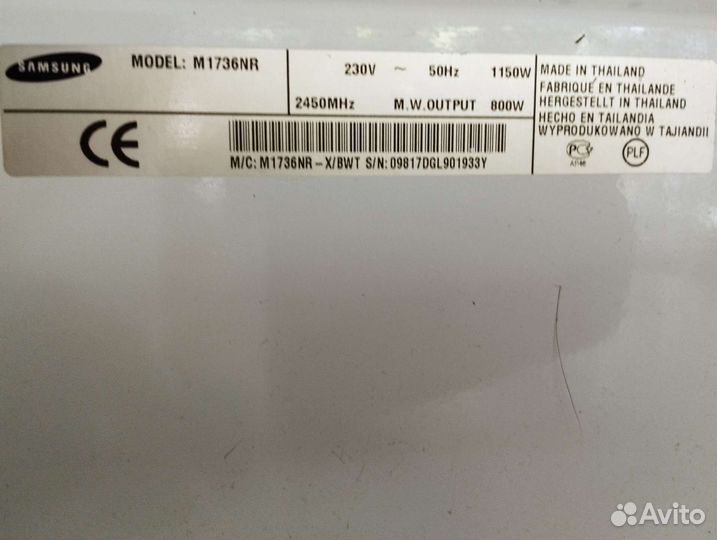 SAMSUNG
MODEL: M1736NR
230V ~ 50Hz 1150W
2450MHz M.W.OUTPUT 800W
CE
M/C: M1736NR-X/BWT S/N: 09817DGL901933Y
MADE IN THAILAND
FABRIQUE EN THAILANDE
HERGESTELLT IN THAILAND
HECHO EN TAILANDIA
WYPRODUKOWANO W TAJIANDII
PLF
Avito